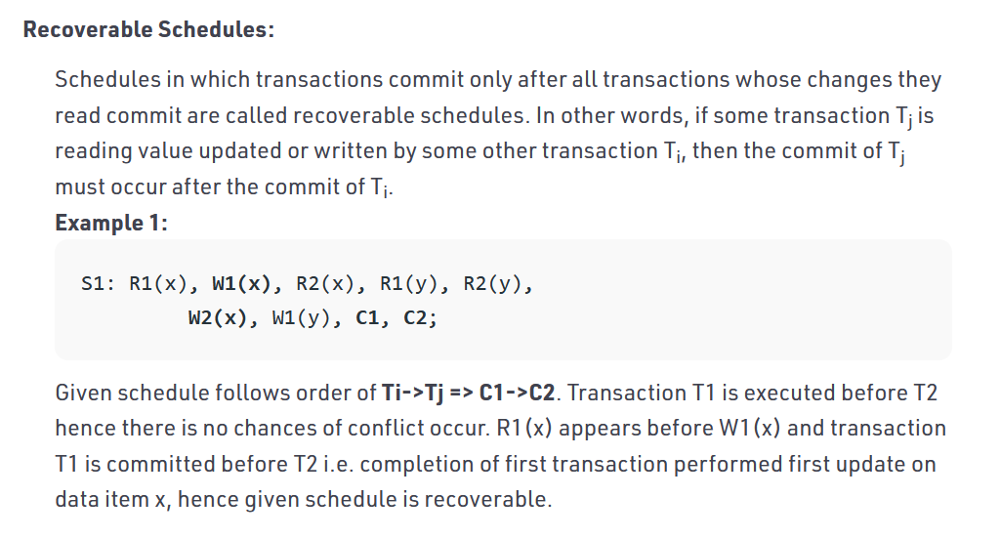 Recoverable Schedules:
Schedules in which transactions commit only after all transactions whose changes they
read commit are called recoverable schedules. In other words, if some transaction Tj is
reading value updated or written by some other transaction Ti, then the commit of Tj
must occur after the commit of Ti.
Example 1:
S1: R1(x), W1(x), R2(x), R1(y), R2(y),
W2(x), W1(y), C1, C2;
Given schedule follows order of Ti->Tj => C1->C2. Transaction T1 is executed before T2
hence there is no chances of conflict occur. R1(x) appears before W1(x) and transaction
T1 is committed before T2 i.e. completion of first transaction performed first update on
data item x, hence given schedule is recoverable.